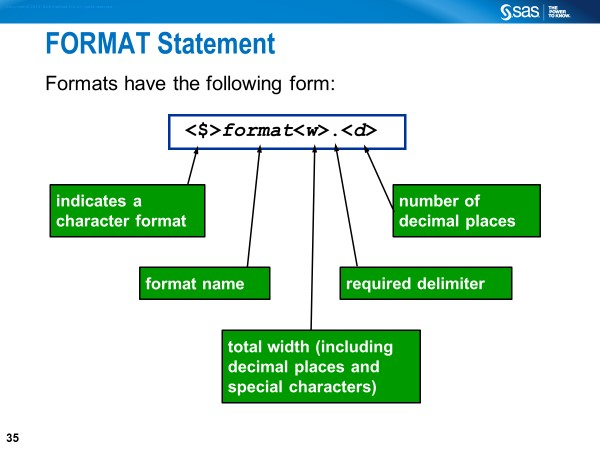 sas THE
POWER
TO KNOW.
FORMAT Statement
Formats have the following form:
<$>format<w>.<d>
indicates a
character format
number of
decimal places
format name
required delimiter
total width (including
decimal places and
special characters)
35